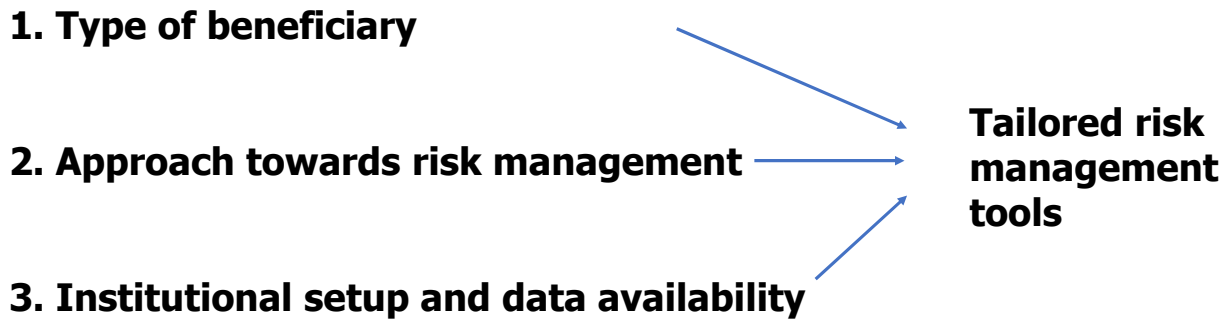 1. Type of beneficiary
2. Approach towards risk management
3. Institutional setup and data availability
Tailored risk
management
tools